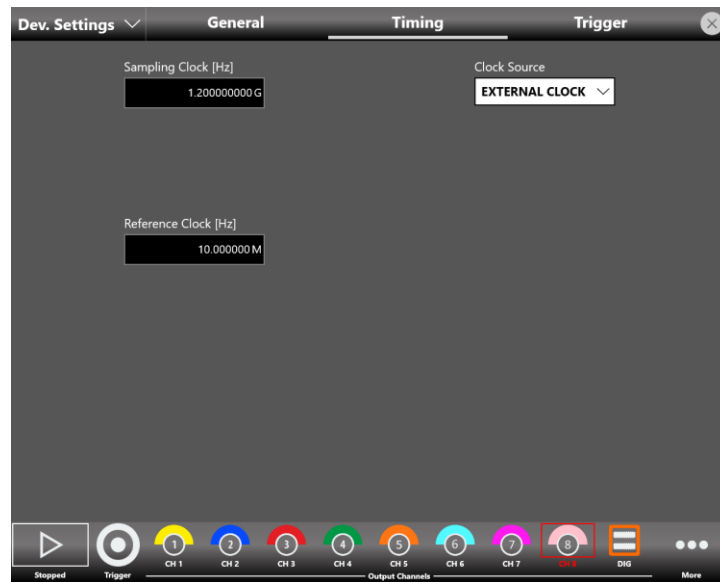 Dev. Settings General Timing Trigger
Sampling Clock [Hz] Clock Source
1.200000000 G EXTERNAL CLOCK
Reference Clock [Hz]
10.000000 M
1 2 3 4 5 6 7 8
CH 1 CH 2 CH 3 CH 4 CH 5 CH 6 CH 7 CH 8 DIG
Stopped Trigger Output Channels More